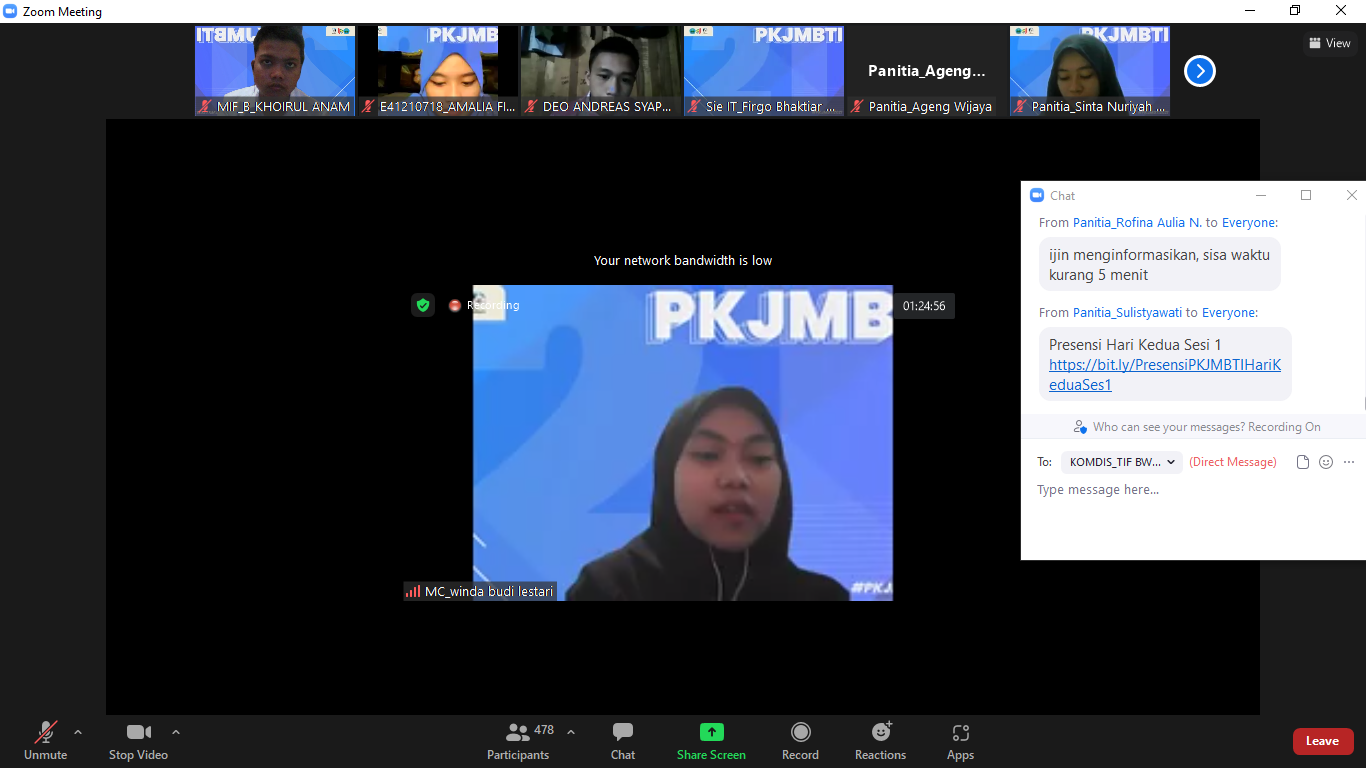 Zoom Meeting
View
PKJMBTI
PKJMB
PKJMBTI
Panitia_Ageng...
PKJMBTI
MIF_B_KHOIRUL ANAM
E41210718_AMALIA FI...
DEO ANDREAS SYAP...
Sie IT_Firgo Bhaktiar ...
Panitia_Ageng Wijaya
Panitia_Sinta Nuriyah ...
Your network bandwidth is low
Recording
01:24:56
PKJMB
21
#PKJ
MC_winda budi lestari
Chat
From Panitia_Rofina Aulia N. to Everyone:
ijin menginformasikan, sisa waktu
kurang 5 menit
From Panitia_Sulistyawati to Everyone:
Presensi Hari Kedua Sesi 1
https://bit.ly/PresensiPKJMBTIHariK
eduaSes1
Who can see your messages? Recording On
To: KOMDIS_TIF BW... (Direct Message)
Type message here...
Unmute
Stop Video
478
Participants
Chat
Share Screen
Record
Reactions
Apps
Leave